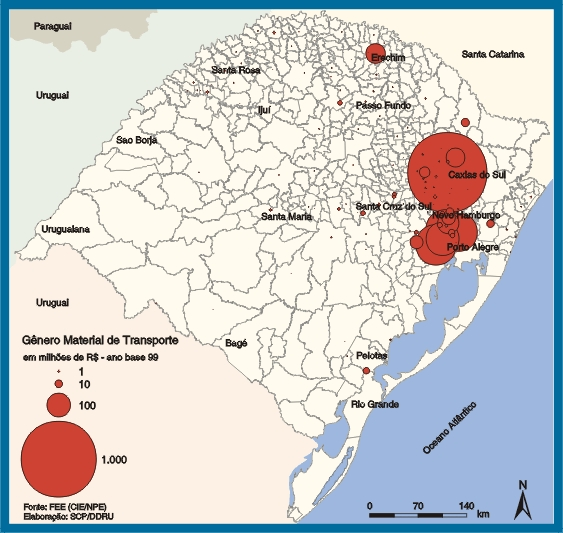 Paraguai
Santa Catarina
Erechim
Santa Rosa
Uruguai
Passo Fundo
Ijuí
Sao Borja
Caxias do Sul
Santa Cruz do Sul
Santa Maria
Novo Hamburgo
Uruguaiana
Porto Alegre
Uruguai
Gênero Material de Transporte
em milhões de R$ - ano base 99
1
10
100
1.000
Bagé
Pelotas
Rio Grande
Oceano Atlântico
Fonte: FEE (CIE/NPE)
Elaboração: SCP/DDRU
0 70 140
km
N